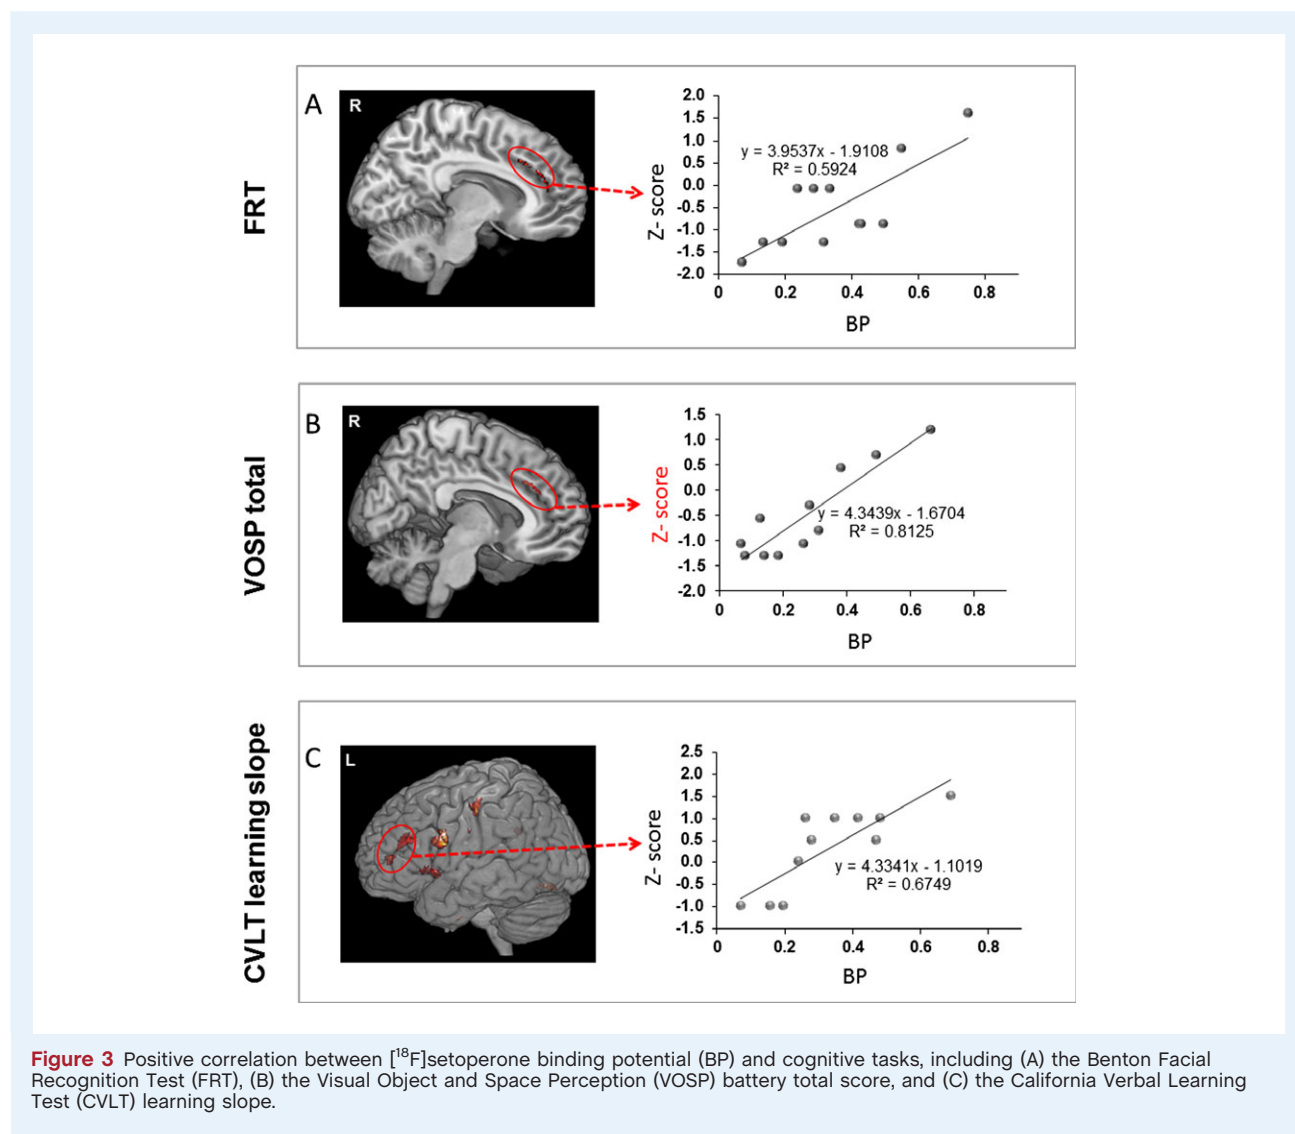 FRT
A
R
2.0
1.5
1.0
0.5
0.0
-0.5
-1.0
-1.5
-2.0
Z- score
y = 3.9537x - 1.9108
R² = 0.5924
0 0.2 0.4 0.6 0.8
BP
VOSP total
B
R
1.5
1.0
0.5
0.0
-0.5
-1.0
-1.5
-2.0
Z- score
y = 4.3439x - 1.6704
R² = 0.8125
0 0.2 0.4 0.6 0.8
BP
CVLT learning slope
C
L
2.5
2.0
1.5
1.0
0.5
0.0
-0.5
-1.0
-1.5
Z- score
y = 4.3341x - 1.1019
R² = 0.6749
0 0.2 0.4 0.6 0.8
BP
Figure 3 Positive correlation between [¹⁸F]setoperone binding potential (BP) and cognitive tasks, including (A) the Benton Facial
Recognition Test (FRT), (B) the Visual Object and Space Perception (VOSP) battery total score, and (C) the California Verbal Learning
Test (CVLT) learning slope.